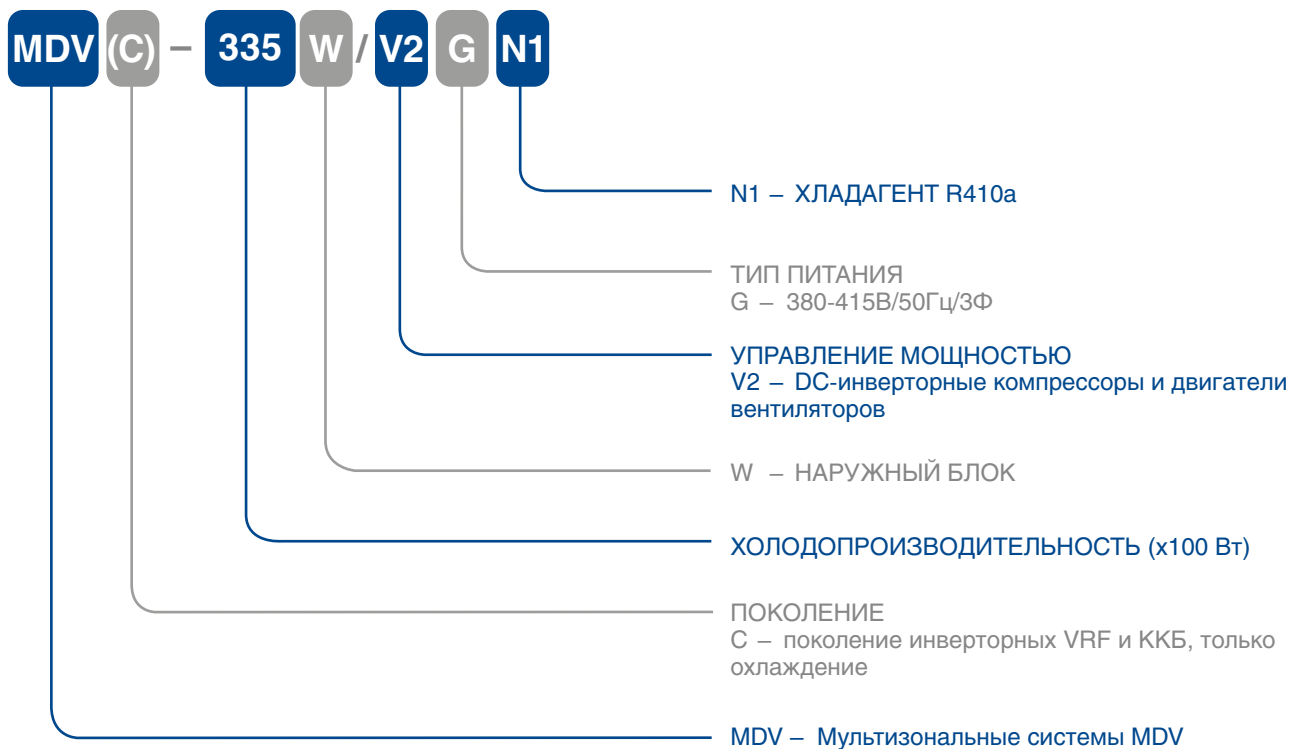 MDV (C) – 335 W / V2 G N1
N1 – ХЛАДАГЕНТ R410a
ТИП ПИТАНИЯ
G – 380-415В/50Гц/3Ф
УПРАВЛЕНИЕ МОЩНОСТЬЮ
V2 – DC-инверторные компрессоры и двигатели
вентиляторов
W – НАРУЖНЫЙ БЛОК
ХОЛОДОПРОИЗВОДИТЕЛЬНОСТЬ (х100 Вт)
ПОКОЛЕНИЕ
С – поколение инверторных VRF и ККБ, только
охлаждение
MDV – Мультизональные системы MDV